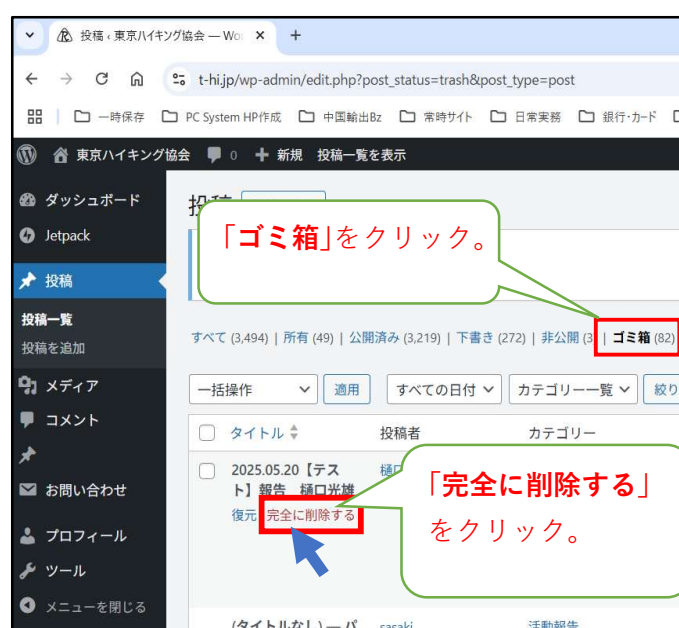 投稿 ‹ 東京ハイキング協会 — Wo
t-hi.jp/wp-admin/edit.php?post_status=trash&post_type=post
一時保存 PC System HP作成 中国輸出Bz 常時サイト 日常実務 銀行・カード
東京ハイキング協会 0 新規 投稿一覧を表示
ダッシュボード
Jetpack
投稿
投稿一覧
投稿を追加
メディア
コメント
お問い合わせ
プロフィール
ツール
メニューを閉じる
投稿
「ゴミ箱」をクリック。
すべて (3,494) | 所有 (49) | 公開済み (3,219) | 下書き (272) | 非公開 (3) | ゴミ箱 (82)
一括操作 適用 すべての日付 カテゴリー一覧 絞り
タイトル 投稿者 カテゴリー
2025.05.20【テス
ト】報告 樋口光雄
樋口
復元 完全に削除する
「完全に削除する」
をクリック。
(タイトルなし) — パ sasaki 活動報告